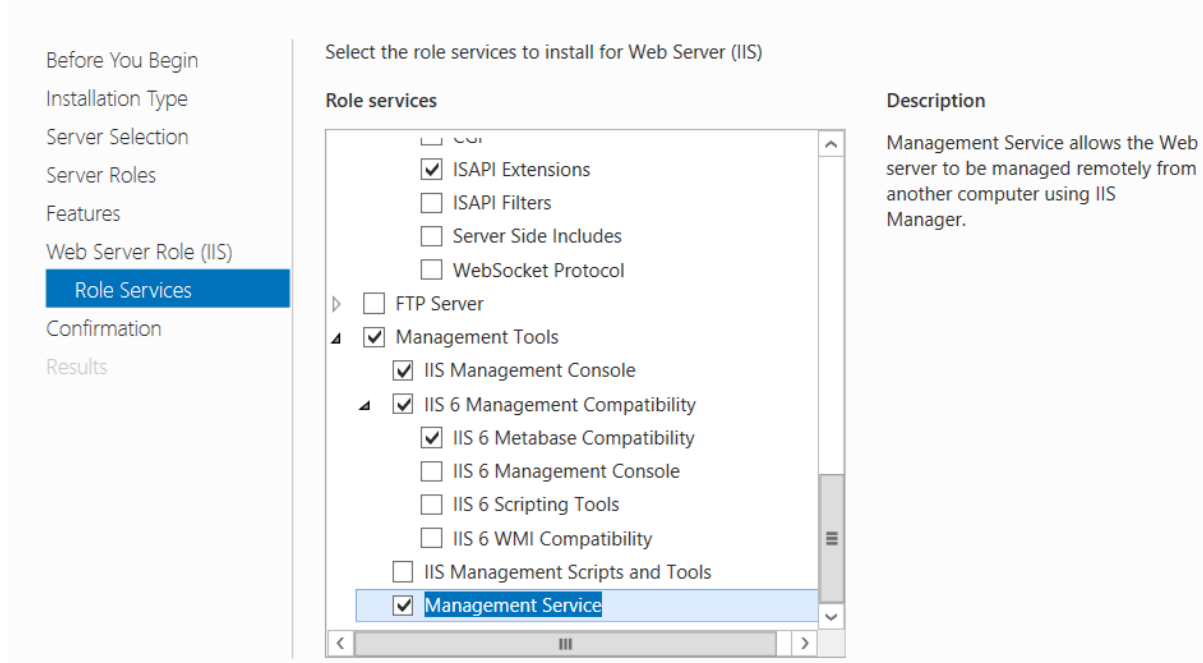 Before You Begin
Installation Type
Server Selection
Server Roles
Features
Web Server Role (IIS)
Role Services
Confirmation
Results
Select the role services to install for Web Server (IIS)
Role services
CGI
ISAPI Extensions
ISAPI Filters
Server Side Includes
WebSocket Protocol
FTP Server
Management Tools
IIS Management Console
IIS 6 Management Compatibility
IIS 6 Metabase Compatibility
IIS 6 Management Console
IIS 6 Scripting Tools
IIS 6 WMI Compatibility
IIS Management Scripts and Tools
Management Service
Description
Management Service allows the Web
server to be managed remotely from
another computer using IIS
Manager.